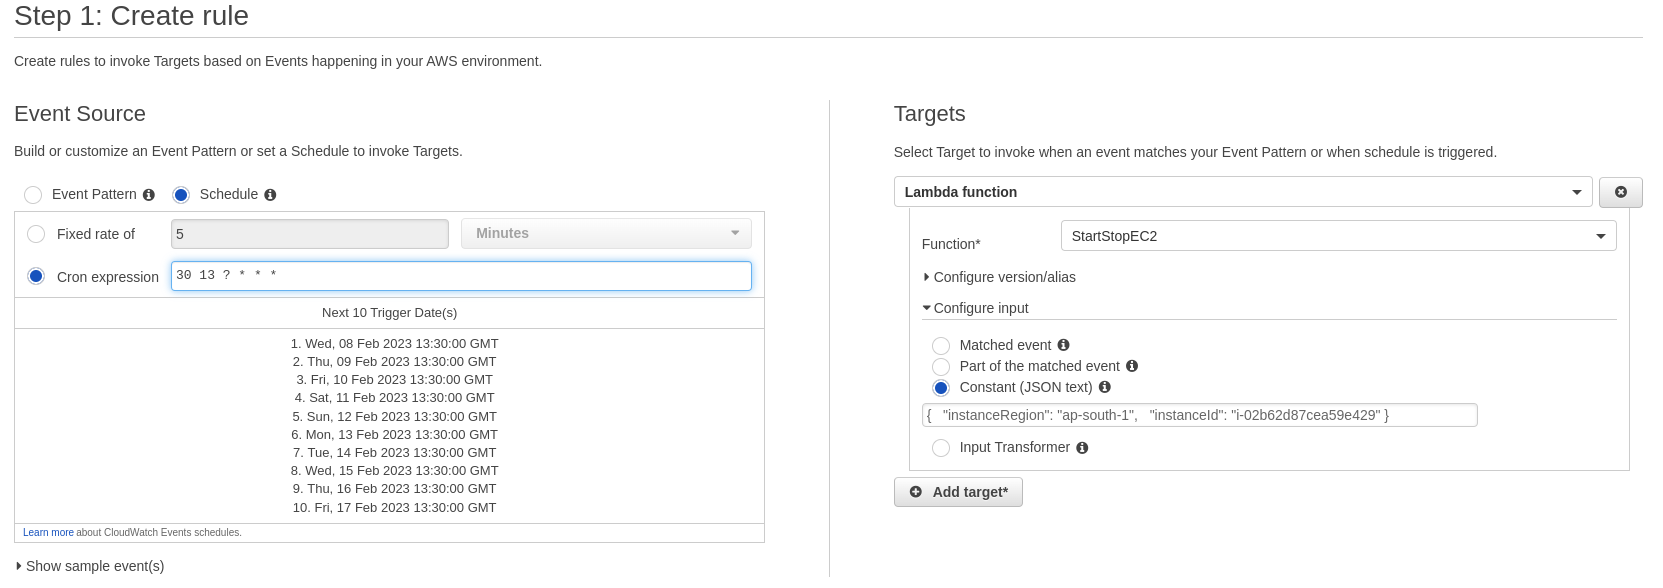 Step 1: Create rule
Create rules to invoke Targets based on Events happening in your AWS environment.
Event Source
Build or customize an Event Pattern or set a Schedule to invoke Targets.
Event Pattern Schedule
Fixed rate of 5 Minutes
Cron expression 30 13 ? * * *
Next 10 Trigger Date(s)
1. Wed, 08 Feb 2023 13:30:00 GMT
2. Thu, 09 Feb 2023 13:30:00 GMT
3. Fri, 10 Feb 2023 13:30:00 GMT
4. Sat, 11 Feb 2023 13:30:00 GMT
5. Sun, 12 Feb 2023 13:30:00 GMT
6. Mon, 13 Feb 2023 13:30:00 GMT
7. Tue, 14 Feb 2023 13:30:00 GMT
8. Wed, 15 Feb 2023 13:30:00 GMT
9. Thu, 16 Feb 2023 13:30:00 GMT
10. Fri, 17 Feb 2023 13:30:00 GMT
Learn more about CloudWatch Events schedules.
Show sample event(s)
Targets
Select Target to invoke when an event matches your Event Pattern or when schedule is triggered.
Lambda function
Function* StartStopEC2
Configure version/alias
Configure input
Matched event
Part of the matched event
Constant (JSON text)
{ "instanceRegion": "ap-south-1", "instanceId": "i-02b62d87cea59e429" }
Input Transformer
Add target*